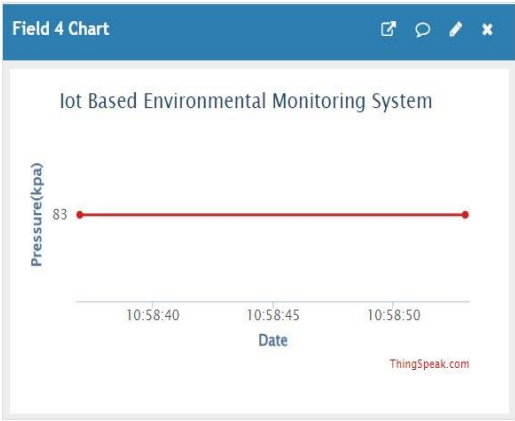 Field 4 Chart
Iot Based Environmental Monitoring System
Pressure(kpa)
83
10:58:40 10:58:45 10:58:50
Date
ThingSpeak.com